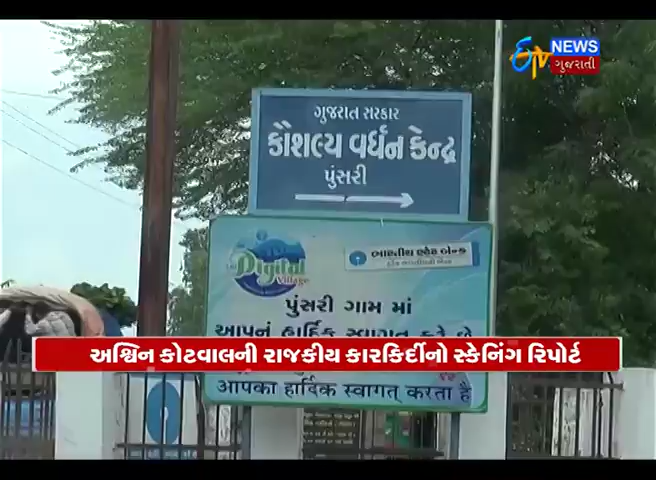 ETV NEWS
ગુજરાતી
ગુજરાત સરકાર
કૌશલ્ય વર્ધન કેન્દ્ર
પુંસરી
Digital
Village
ભારતીય સ્ટેટ બેન્ક
પુંસરી ગામ માં
આપનું હાર્દિક સ્વાગત કરે છે
અશ્વિન કોટવાલની રાજકીય કારકિર્દીનો સ્કેનિંગ રિપોર્ટ
आपका हार्दिक स्वागत् करता है